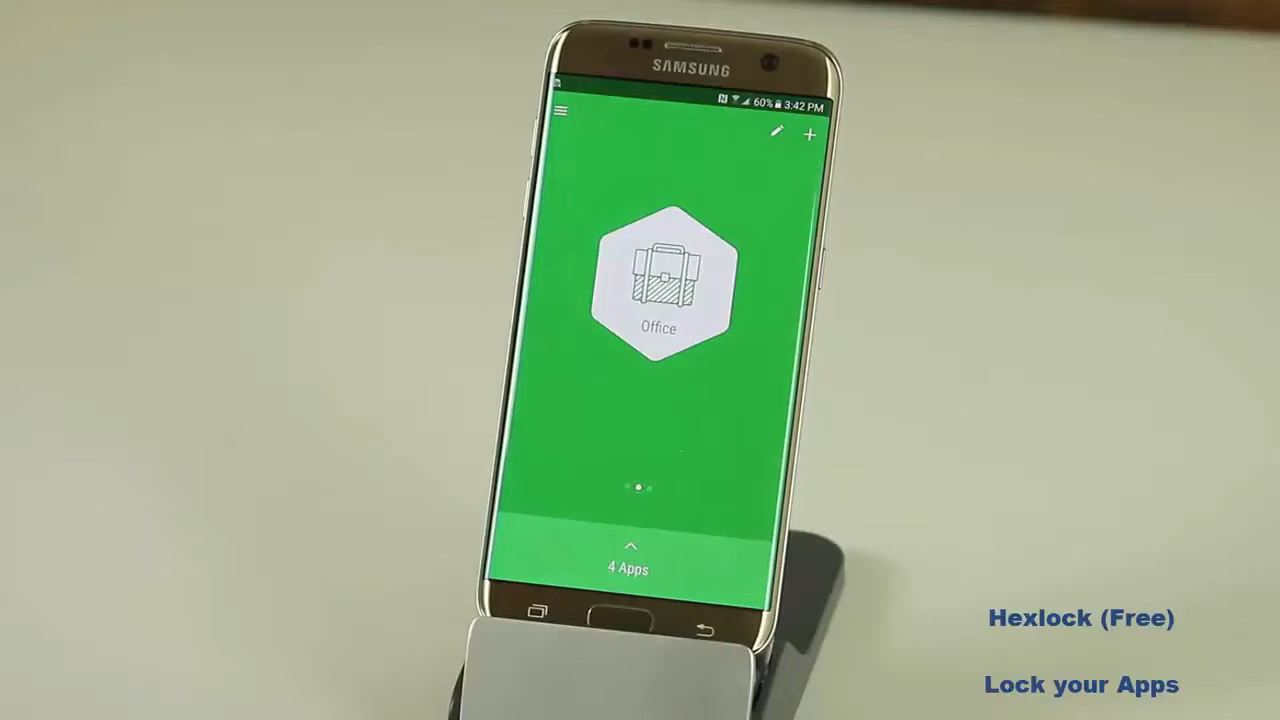 SAMSUNG
60% 3:42 PM
Office
4 Apps
Hexlock (Free)
Lock your Apps